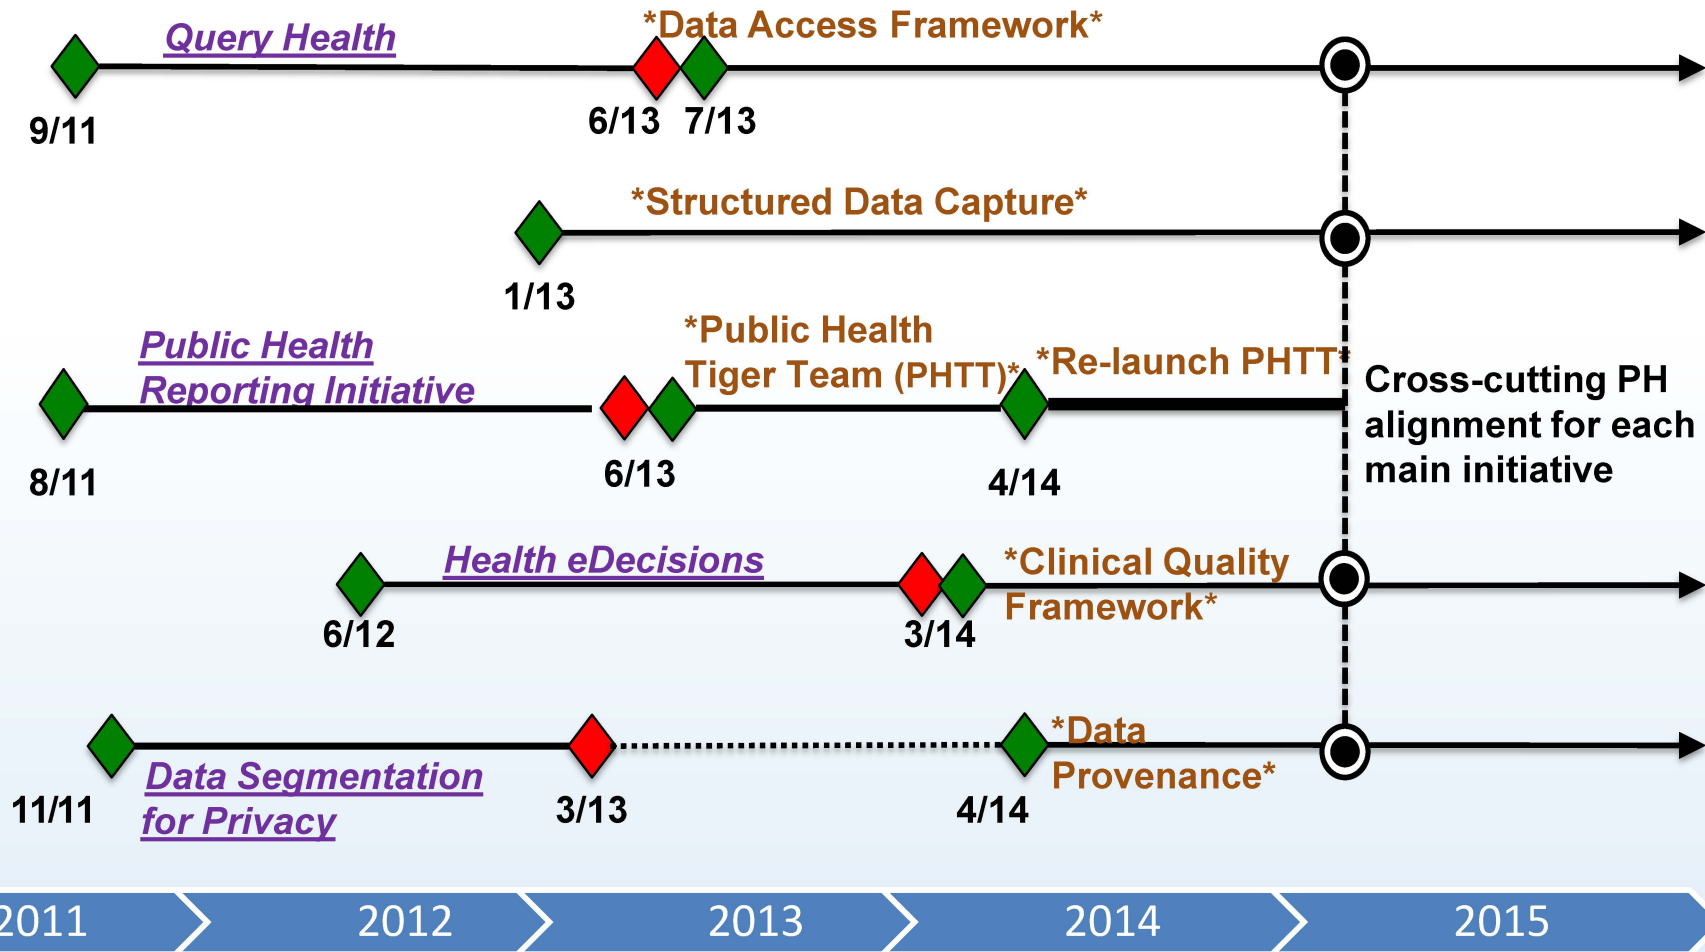 *Data Access Framework*
Query Health
9/11
6/13
7/13
*Structured Data Capture*
1/13
Public Health
Reporting Initiative
*Public Health
Tiger Team (PHTT)*
*Re-launch PHTT*
Cross-cutting PH
alignment for each
main initiative
8/11
6/13
4/14
Health eDecisions
*Clinical Quality
Framework*
6/12
3/14
*Data
Provenance*
Data Segmentation
for Privacy
11/11
3/13
4/14
2011
2012
2013
2014
2015